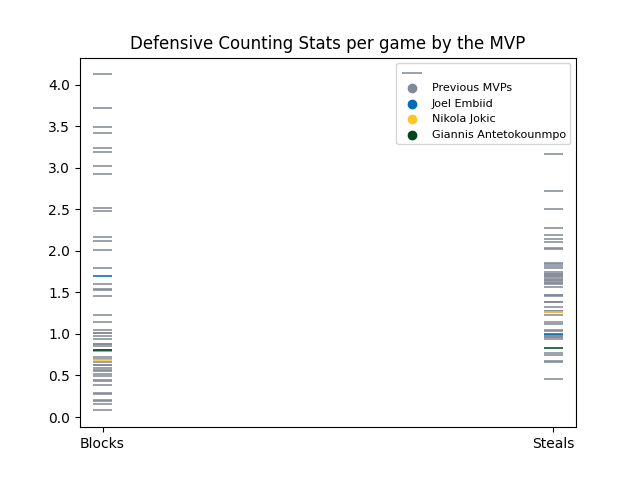 Defensive Counting Stats per game by the MVP
Previous MVPs
Joel Embiid
Nikola Jokic
Giannis Antetokounmpo
4.0
3.5
3.0
2.5
2.0
1.5
1.0
0.5
0.0
Blocks
Steals